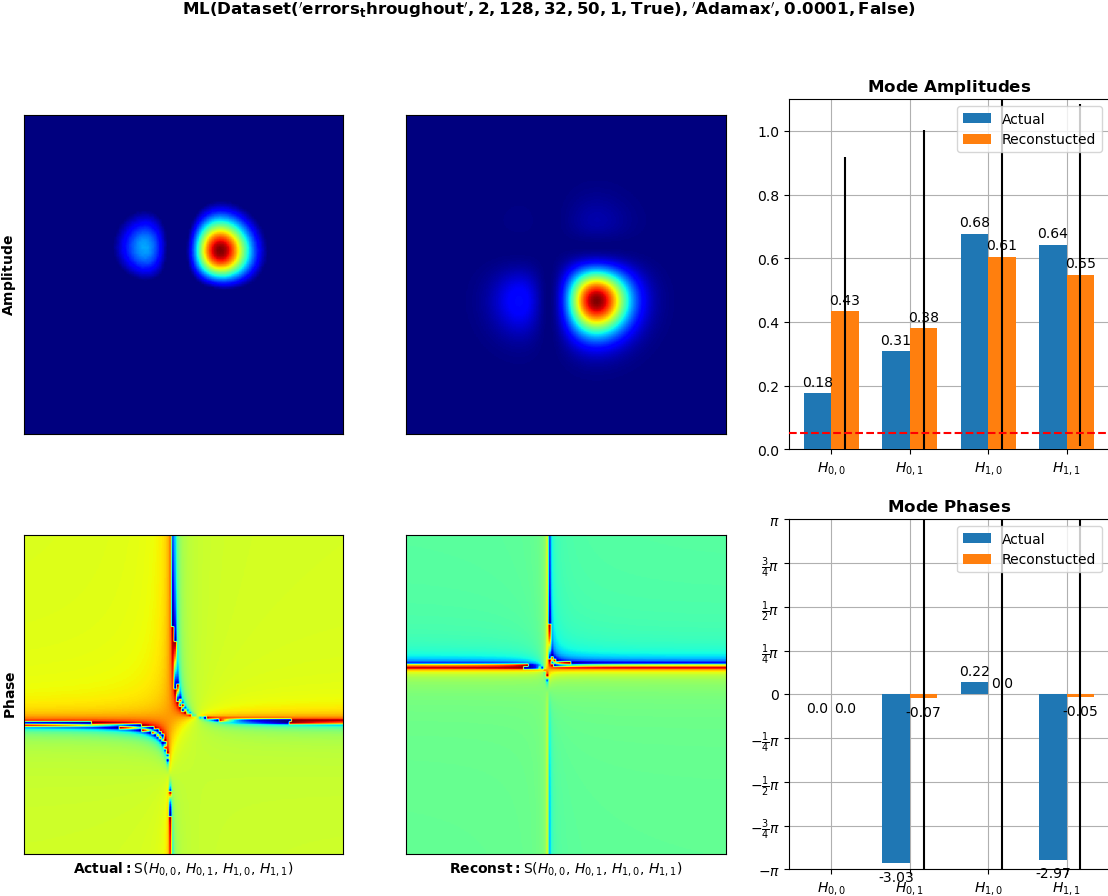 ML(Dataset('errors_throughout', 2, 128, 32, 50, 1, True), 'Adamax', 0.0001, False)
Amplitude
Mode Amplitudes
Actual
Reconstucted
1.0
0.8
0.6
0.4
0.2
0.0
0.18
0.43
0.31
0.38
0.68
0.61
0.64
0.55
H0,0
H0,1
H1,0
H1,1
Phase
Actual: S(H0,0, H0,1, H1,0, H1,1)
Reconst: S(H0,0, H0,1, H1,0, H1,1)
Mode Phases
Actual
Reconstucted
π
3/4π
1/2π
1/4π
0
−1/4π
−1/2π
−3/4π
−π
0.0
0.0
-3.03
-0.07
0.22
0.0
-2.97
-0.05
H0,0
H0,1
H1,0
H1,1